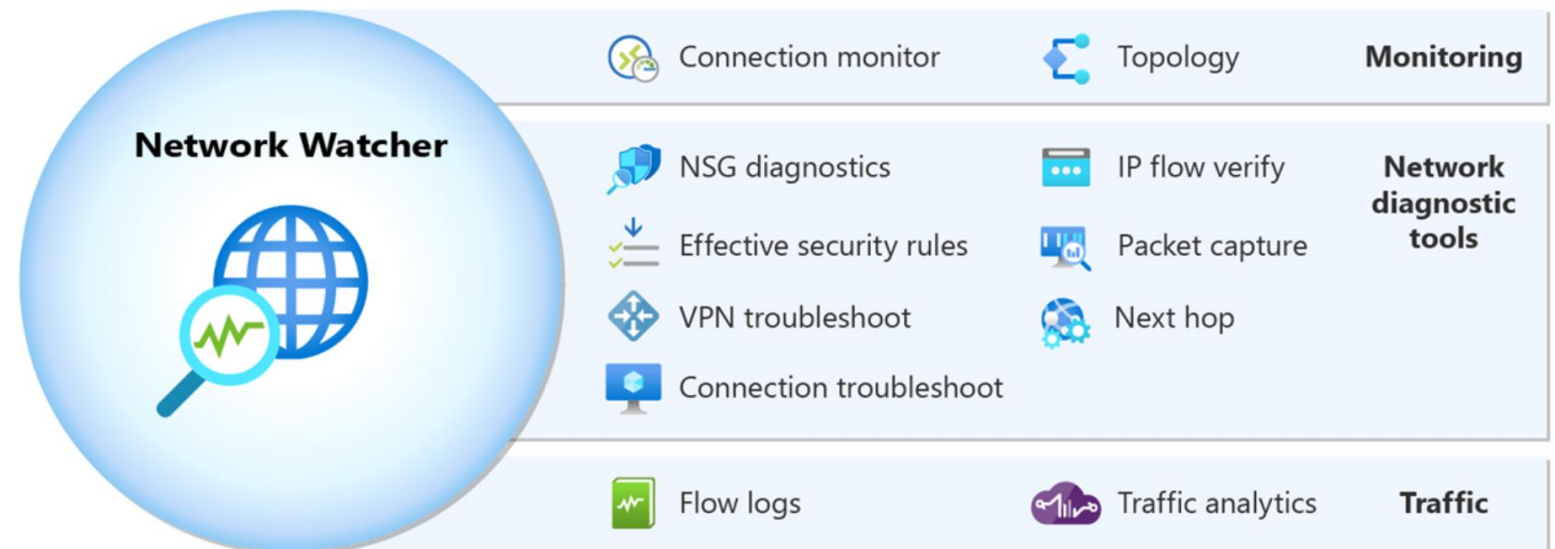 Network Watcher
Connection monitor
Topology
Monitoring
NSG diagnostics
IP flow verify
Network
diagnostic
tools
Effective security rules
Packet capture
VPN troubleshoot
Next hop
Connection troubleshoot
Flow logs
Traffic analytics
Traffic